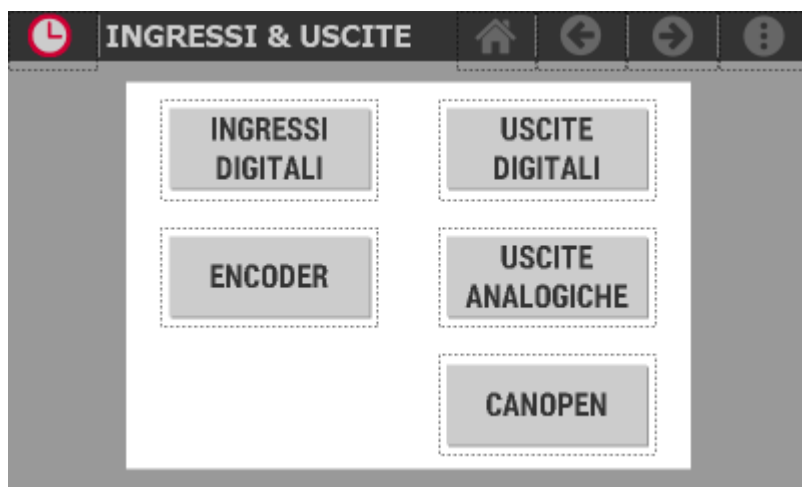 INGRESSI & USCITE
INGRESSI
DIGITALI
USCITE
DIGITALI
ENCODER
USCITE
ANALOGICHE
CANOPEN